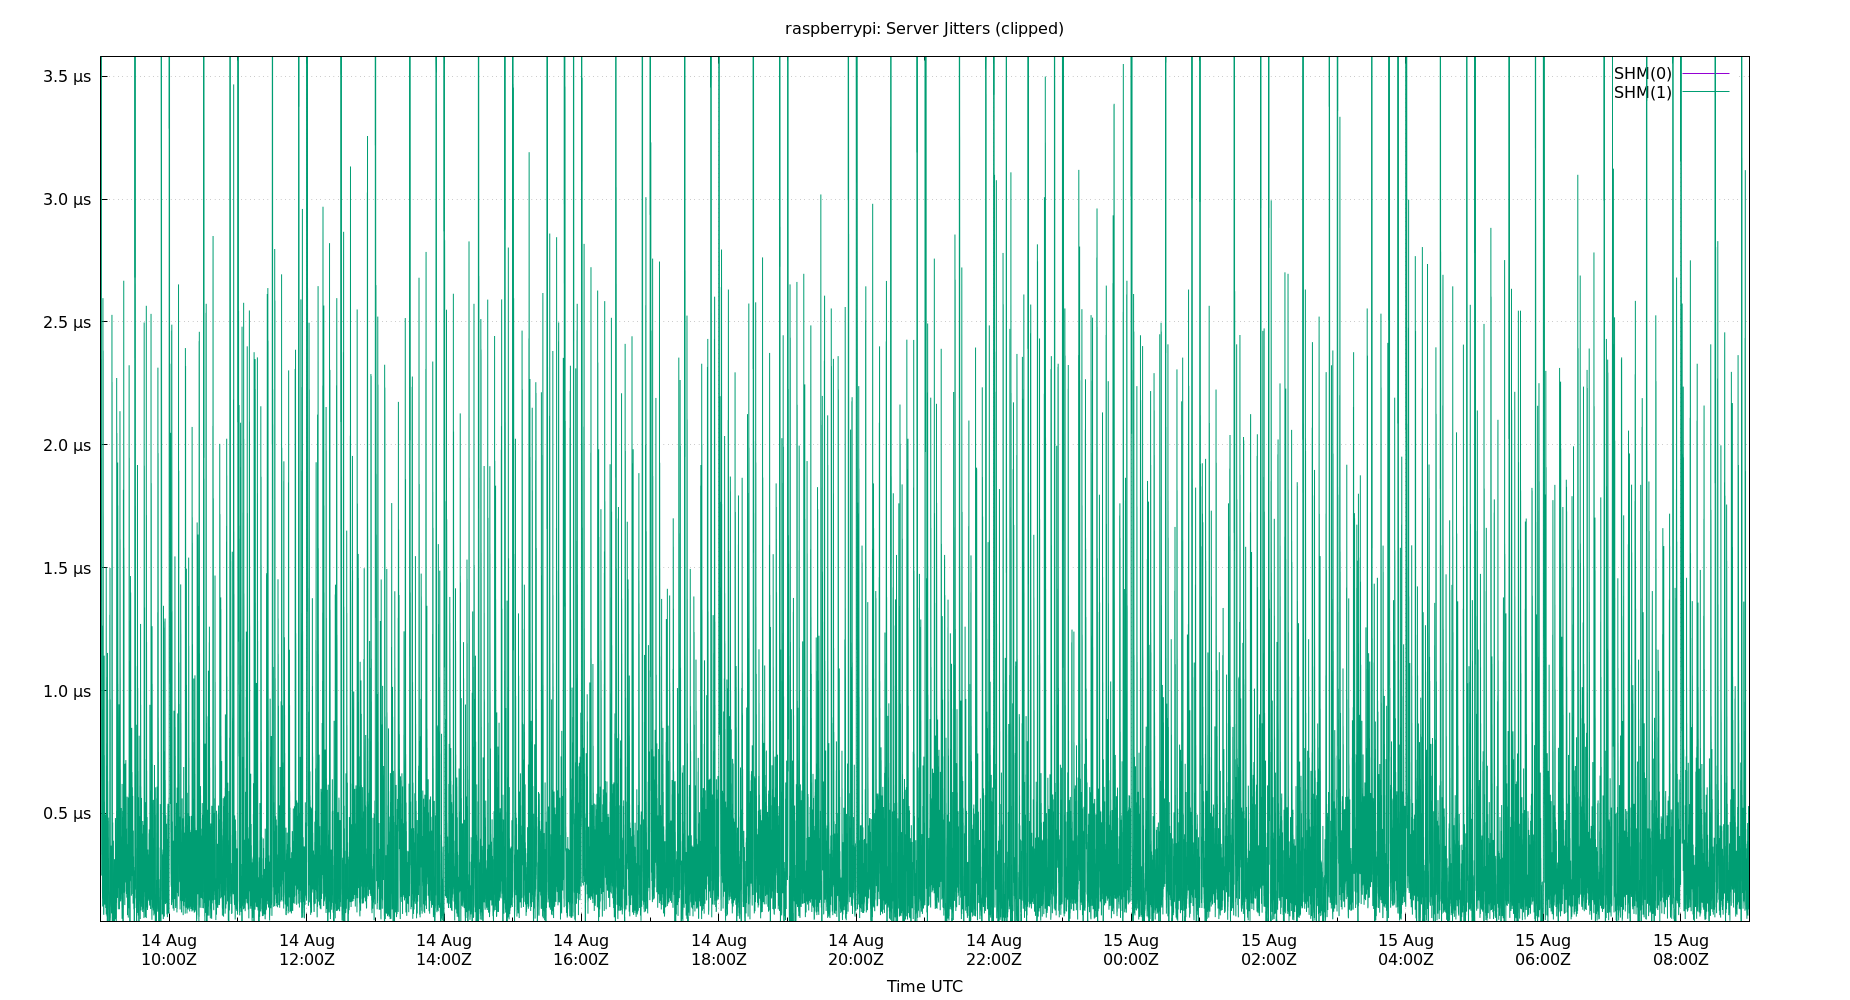 raspberrypi: Server Jitters (clipped)
SHM(0)
SHM(1)
3.5 µs
3.0 µs
2.5 µs
2.0 µs
1.5 µs
1.0 µs
0.5 µs
14 Aug 14 Aug 14 Aug 14 Aug 14 Aug 14 Aug 14 Aug 15 Aug 15 Aug 15 Aug 15 Aug 15 Aug
10:00Z 12:00Z 14:00Z 16:00Z 18:00Z 20:00Z 22:00Z 00:00Z 02:00Z 04:00Z 06:00Z 08:00Z
Time UTC